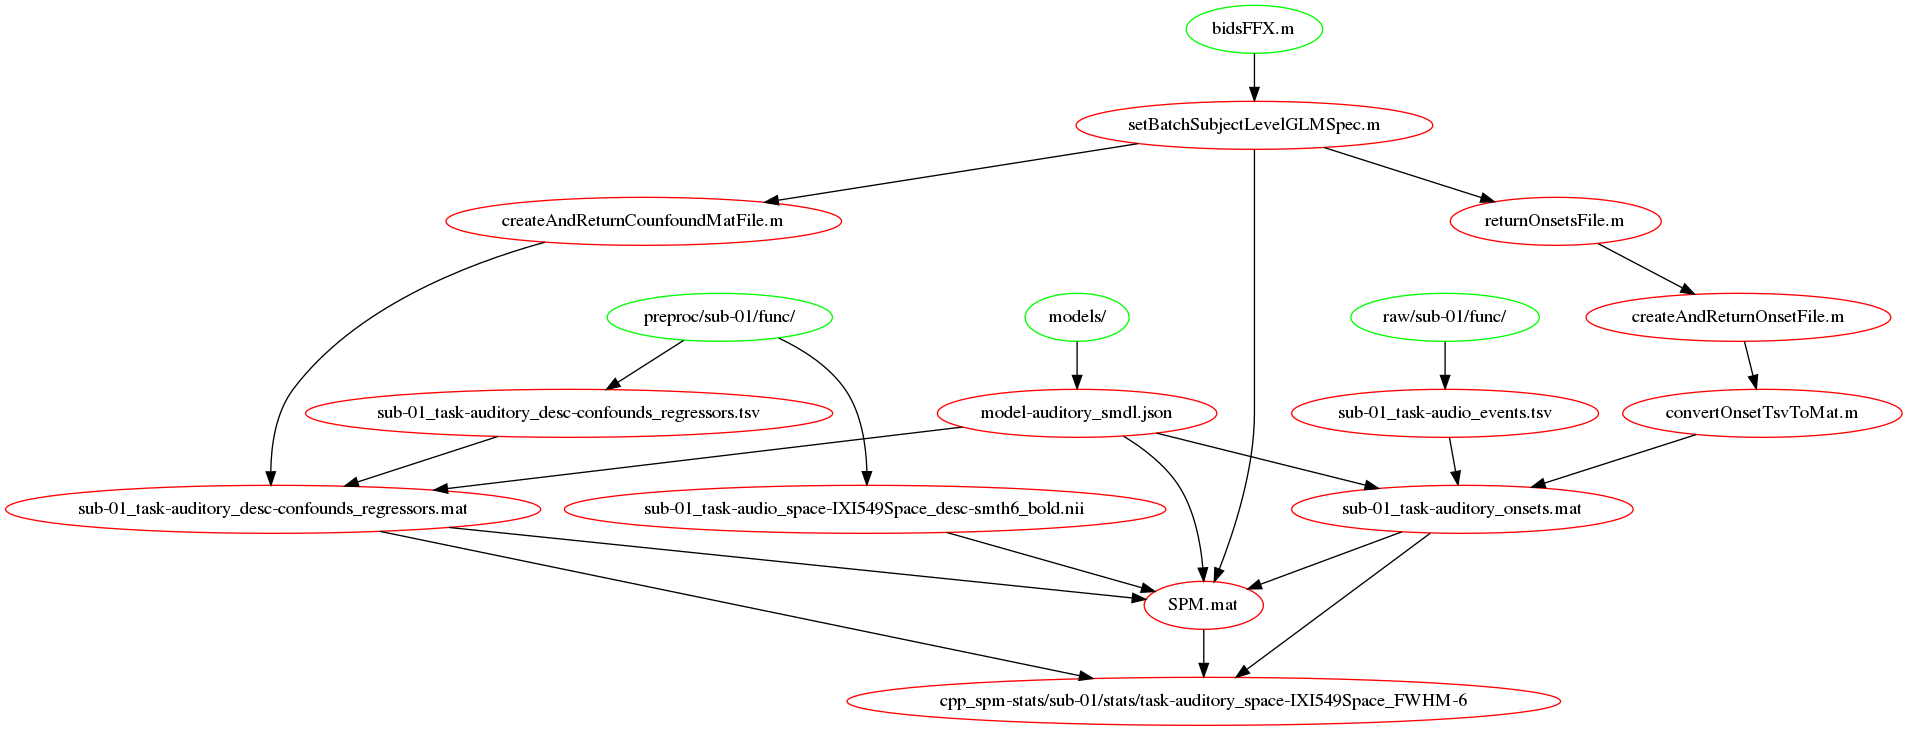 bidsFFX.m
setBatchSubjectLevelGLMSpec.m
createAndReturnCounfoundMatFile.m
returnOnsetsFile.m
preproc/sub-01/func/
models/
raw/sub-01/func/
createAndReturnOnsetFile.m
sub-01_task-auditory_desc-confounds_regressors.tsv
model-auditory_smdl.json
sub-01_task-audio_events.tsv
convertOnsetTsvToMat.m
sub-01_task-auditory_desc-confounds_regressors.mat
sub-01_task-audio_space-IXI549Space_desc-smth6_bold.nii
sub-01_task-auditory_onsets.mat
SPM.mat
cpp_spm-stats/sub-01/stats/task-auditory_space-IXI549Space_FWHM-6